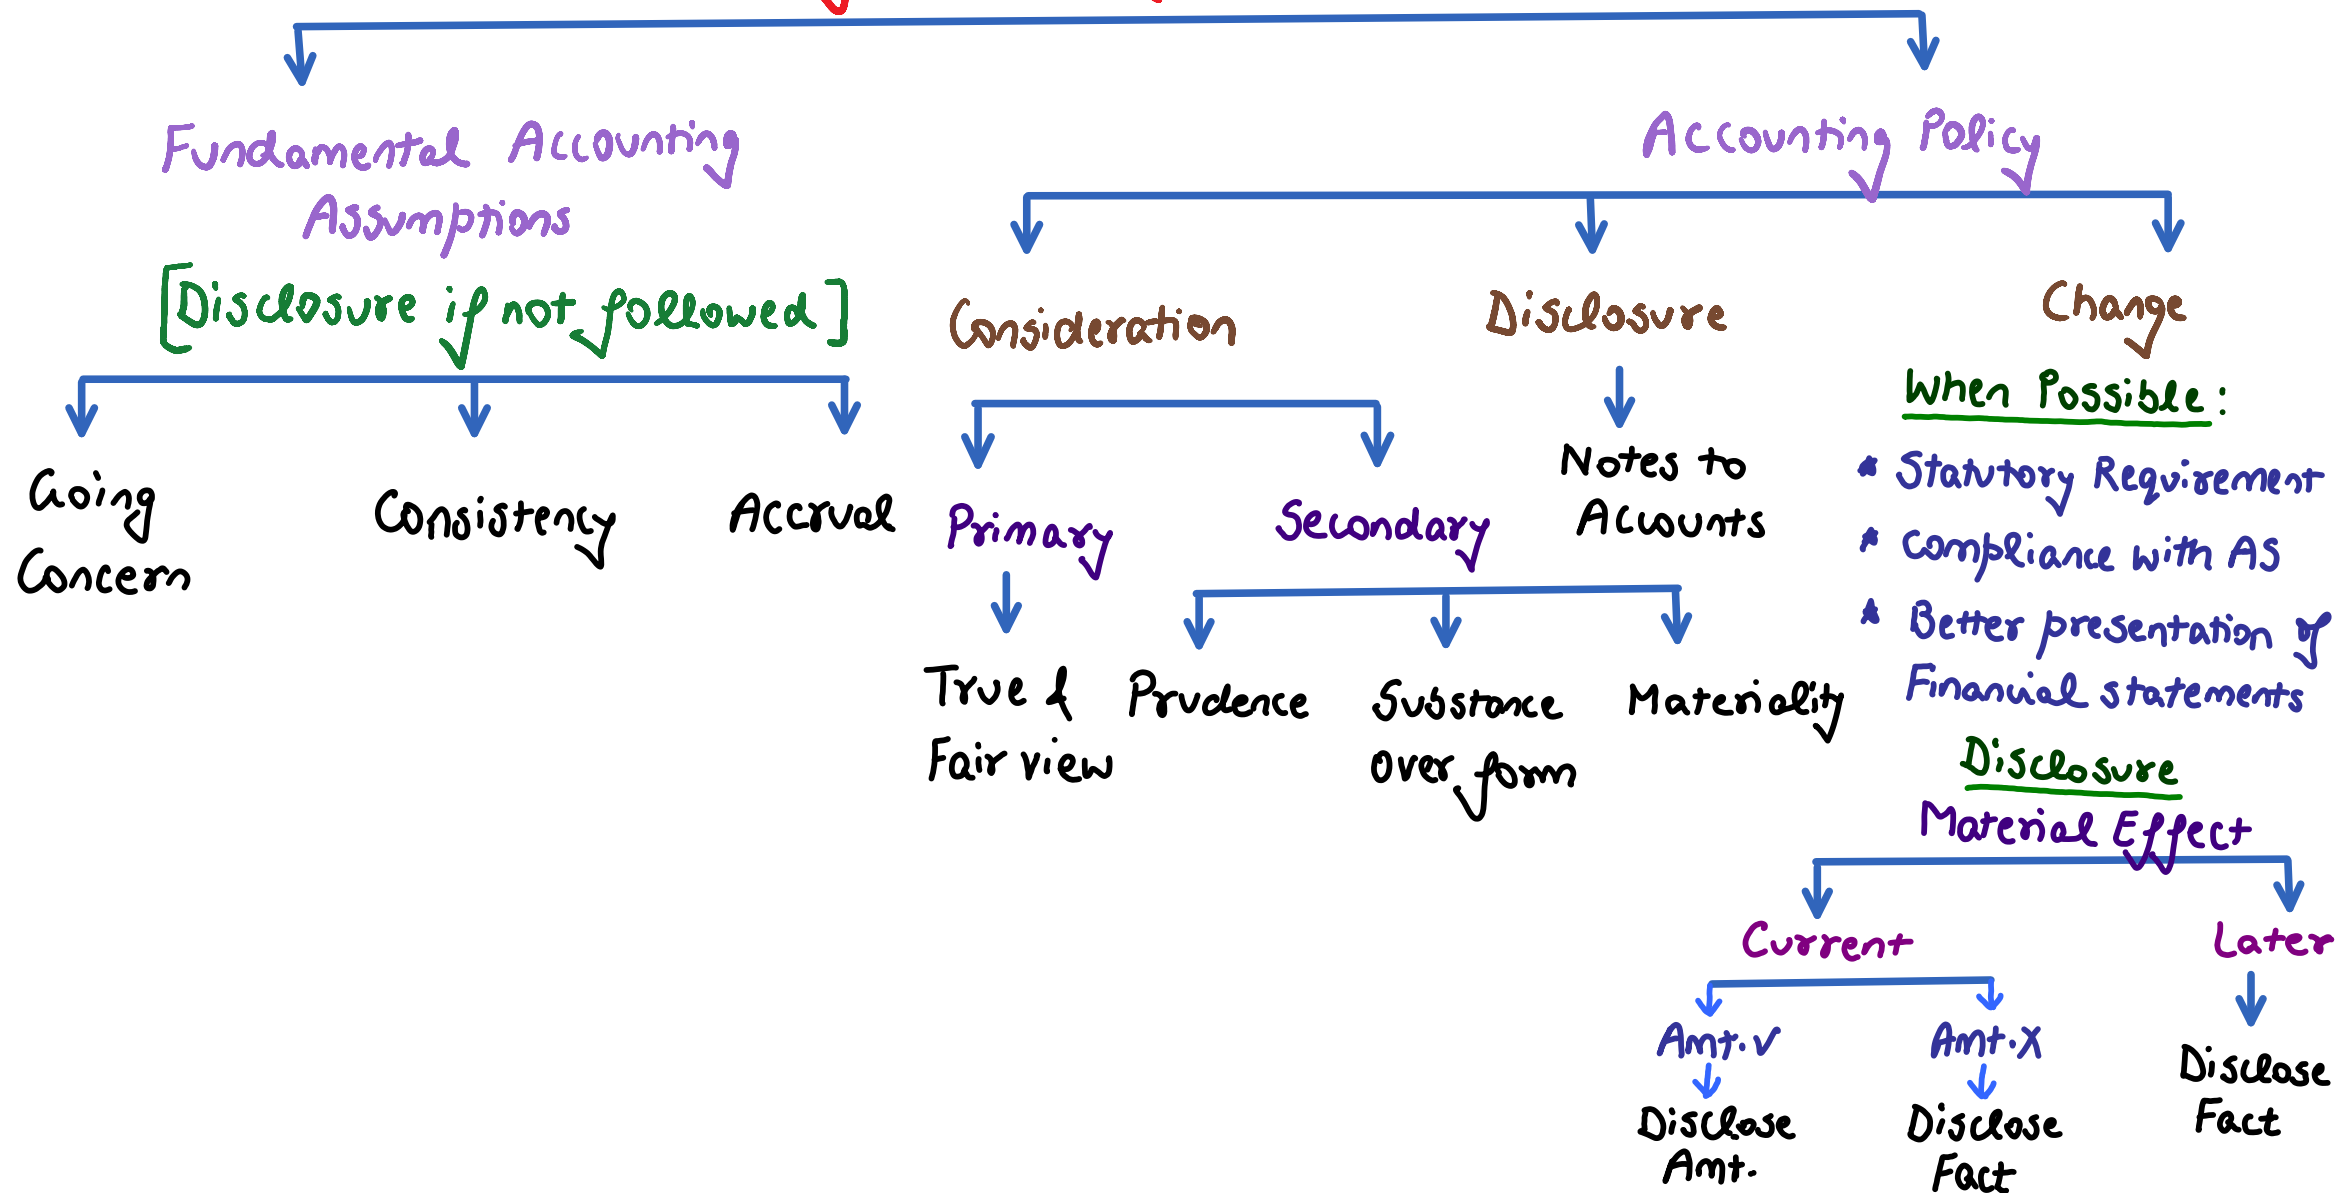 Fundamental Accounting
Assumptions
[Disclosure if not followed]
Going
Concern
Consistency
Accrual
Accounting Policy
Consideration
Primary
True &
Fair view
Secondary
Prudence
Substance
over form
Materiality
Disclosure
Notes to
Accounts
Change
When Possible:
* Statutory Requirement
* Compliance with AS
* Better presentation of
Financial statements
Disclosure
Material Effect
Current
Amt. ✓
Disclose
Amt.
Amt. X
Disclose
Fact
Later
Disclose
Fact